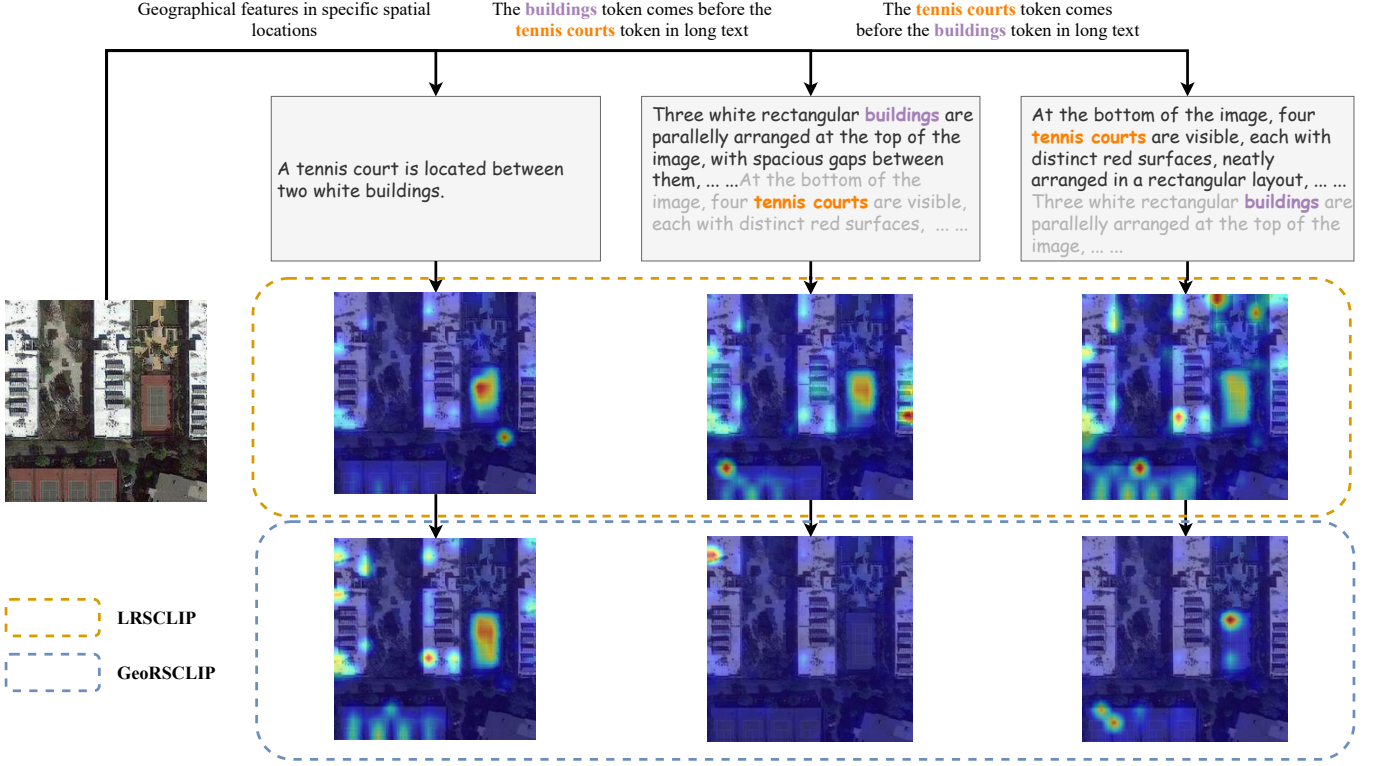 Geographical features in specific spatial
locations
The buildings token comes before the
tennis courts token in long text
The tennis courts token comes
before the buildings token in long text
A tennis court is located between
two white buildings.
Three white rectangular buildings are
parallelly arranged at the top of the
image, with spacious gaps between
them, ... ...At the bottom of the
image, four tennis courts are visible,
each with distinct red surfaces, ... ...
At the bottom of the image, four
tennis courts are visible, each with
distinct red surfaces, neatly
arranged in a rectangular layout, ... ...
Three white rectangular buildings are
parallelly arranged at the top of the
image, ... ...
LRSCLIP
GeoRSCLIP